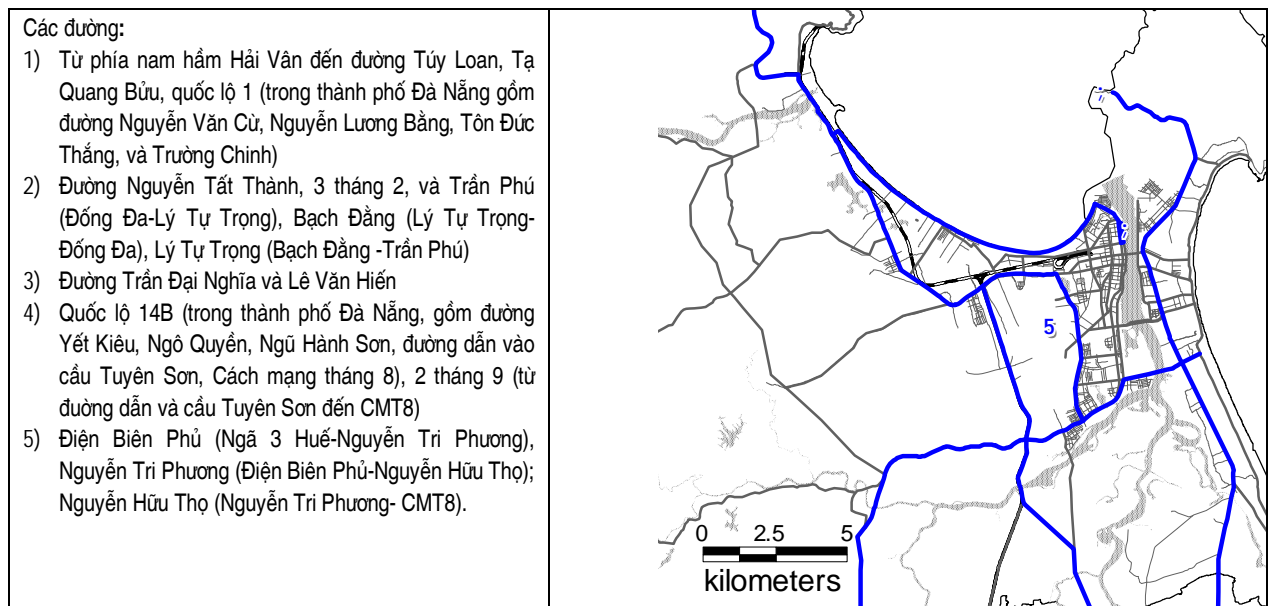 Các đường:
1) Từ phía nam hầm Hải Vân đến đường Túy Loan, Tạ
Quang Bửu, quốc lộ 1 (trong thành phố Đà Nẵng gồm
đường Nguyễn Văn Cừ, Nguyễn Lương Bằng, Tôn Đức
Thắng, và Trường Chinh)
2) Đường Nguyễn Tất Thành, 3 tháng 2, và Trần Phú
(Đống Đa-Lý Tự Trọng), Bạch Đằng (Lý Tự Trọng-
Đống Đa), Lý Tự Trọng (Bạch Đằng -Trần Phú)
3) Đường Trần Đại Nghĩa và Lê Văn Hiến
4) Quốc lộ 14B (trong thành phố Đà Nẵng, gồm đường
Yết Kiêu, Ngô Quyền, Ngũ Hành Sơn, đường dẫn vào
cầu Tuyên Sơn, Cách mạng tháng 8), 2 tháng 9 (từ
đuờng dẫn và cầu Tuyên Sơn đến CMT8)
5) Điện Biên Phủ (Ngã 3 Huế-Nguyễn Tri Phương),
Nguyễn Tri Phương (Điện Biên Phủ-Nguyễn Hữu Thọ);
Nguyễn Hữu Thọ (Nguyễn Tri Phương- CMT8).
5
0 2.5 5
kilometers